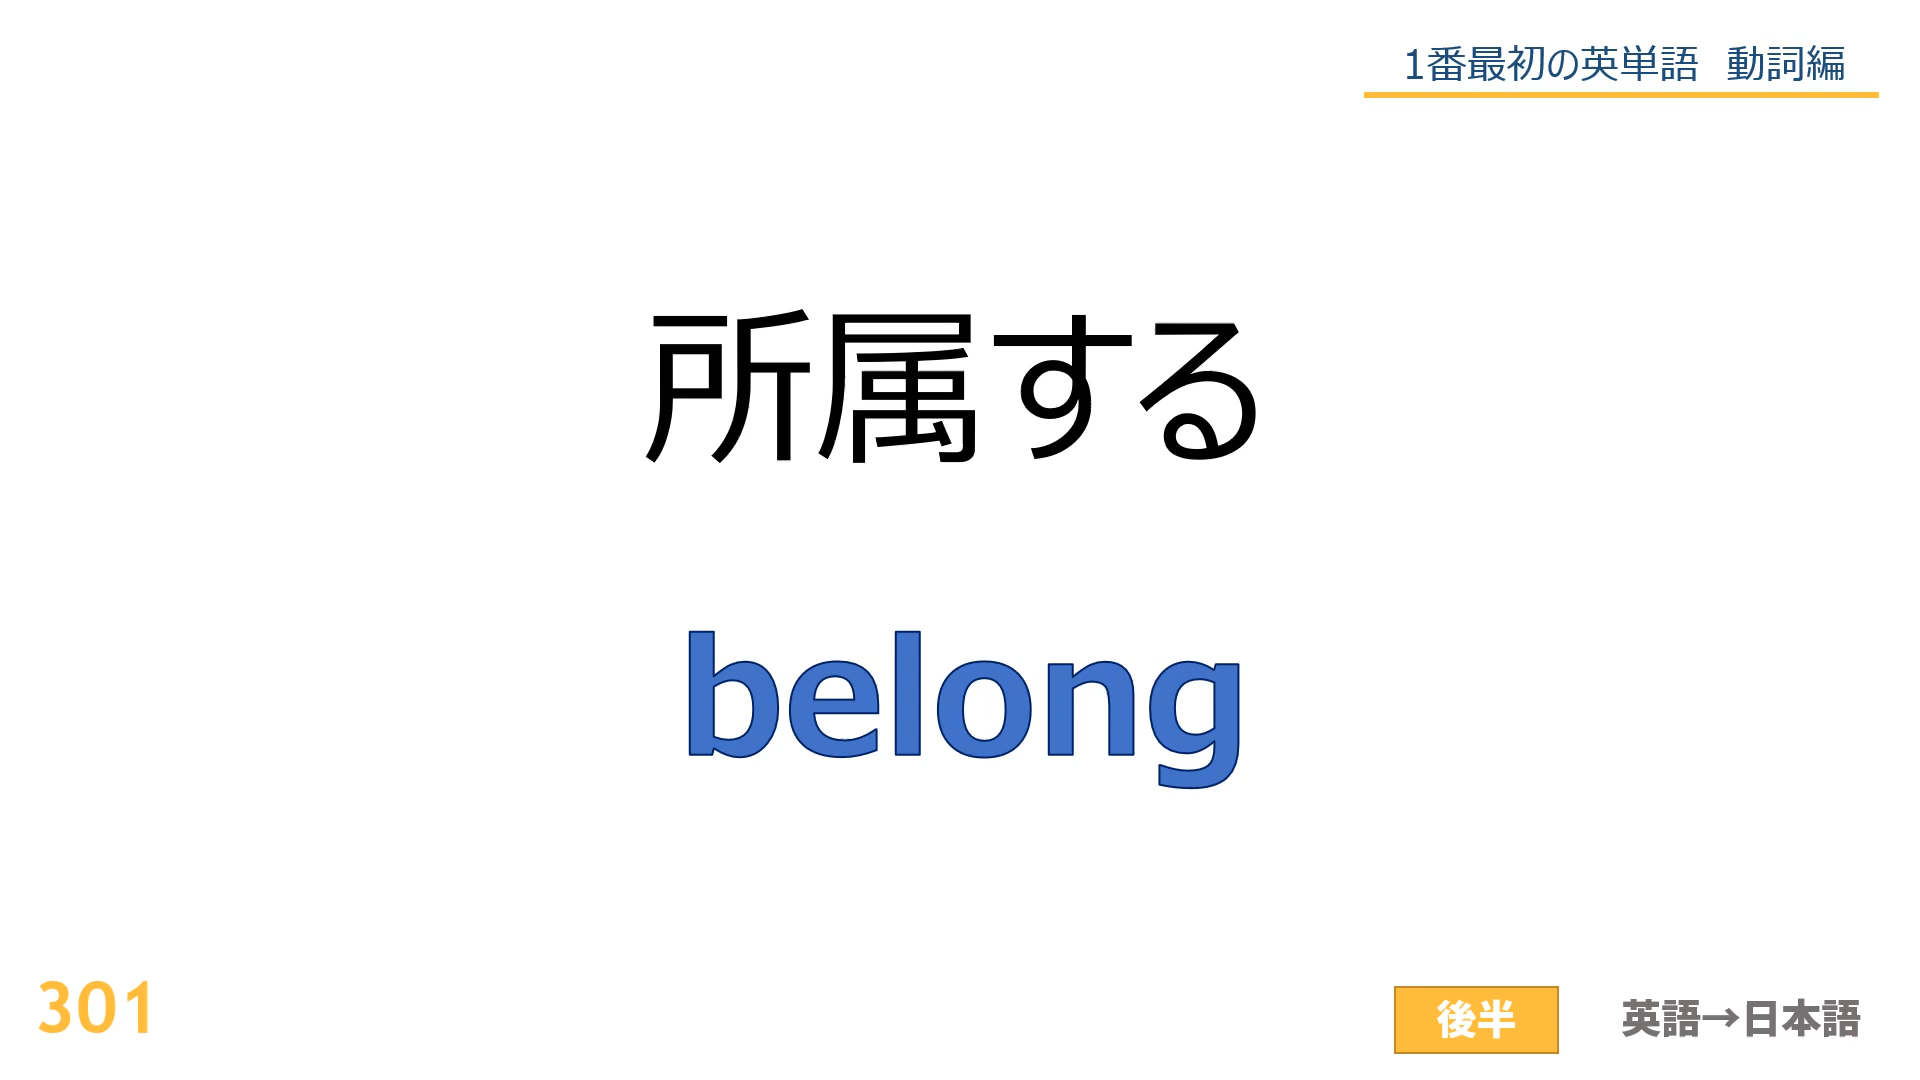 1番最初の英単語　動詞編
所属する
belong
301
後半
英語→日本語